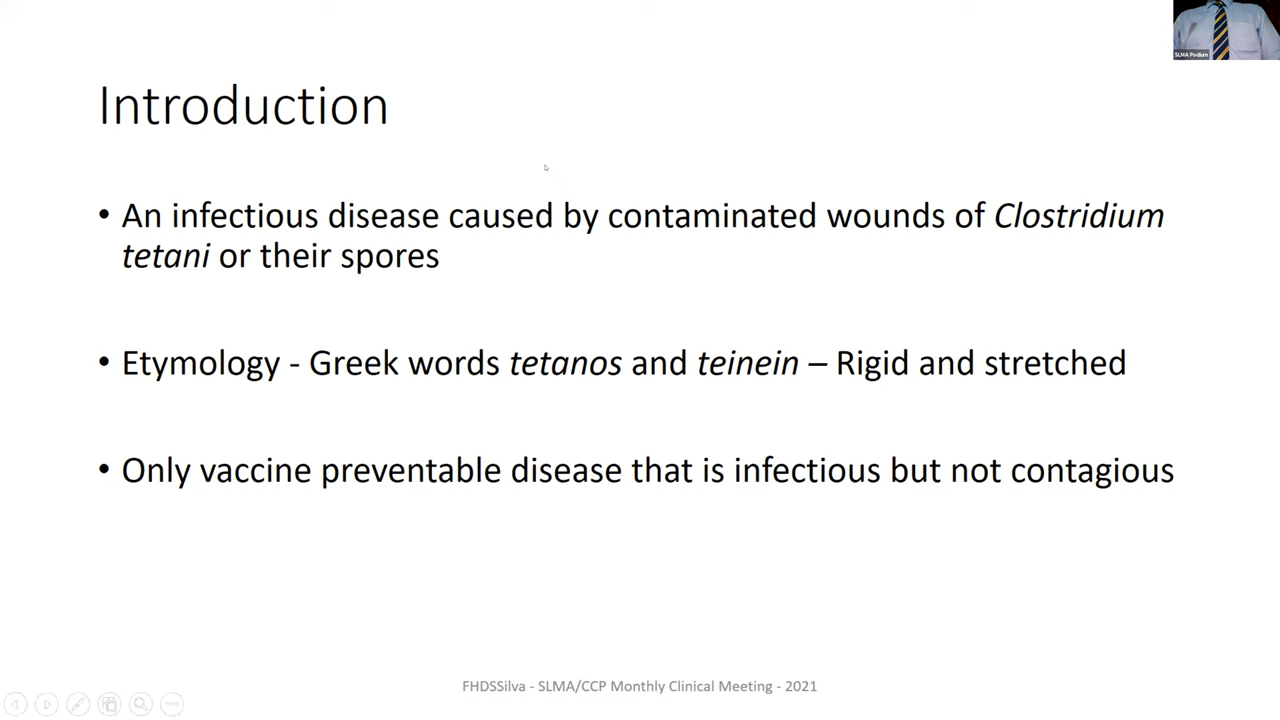 SLMA Podium
Introduction
• An infectious disease caused by contaminated wounds of Clostridium
tetani or their spores
• Etymology - Greek words tetanos and teinein – Rigid and stretched
• Only vaccine preventable disease that is infectious but not contagious
FHDSSilva - SLMA/CCP Monthly Clinical Meeting - 2021